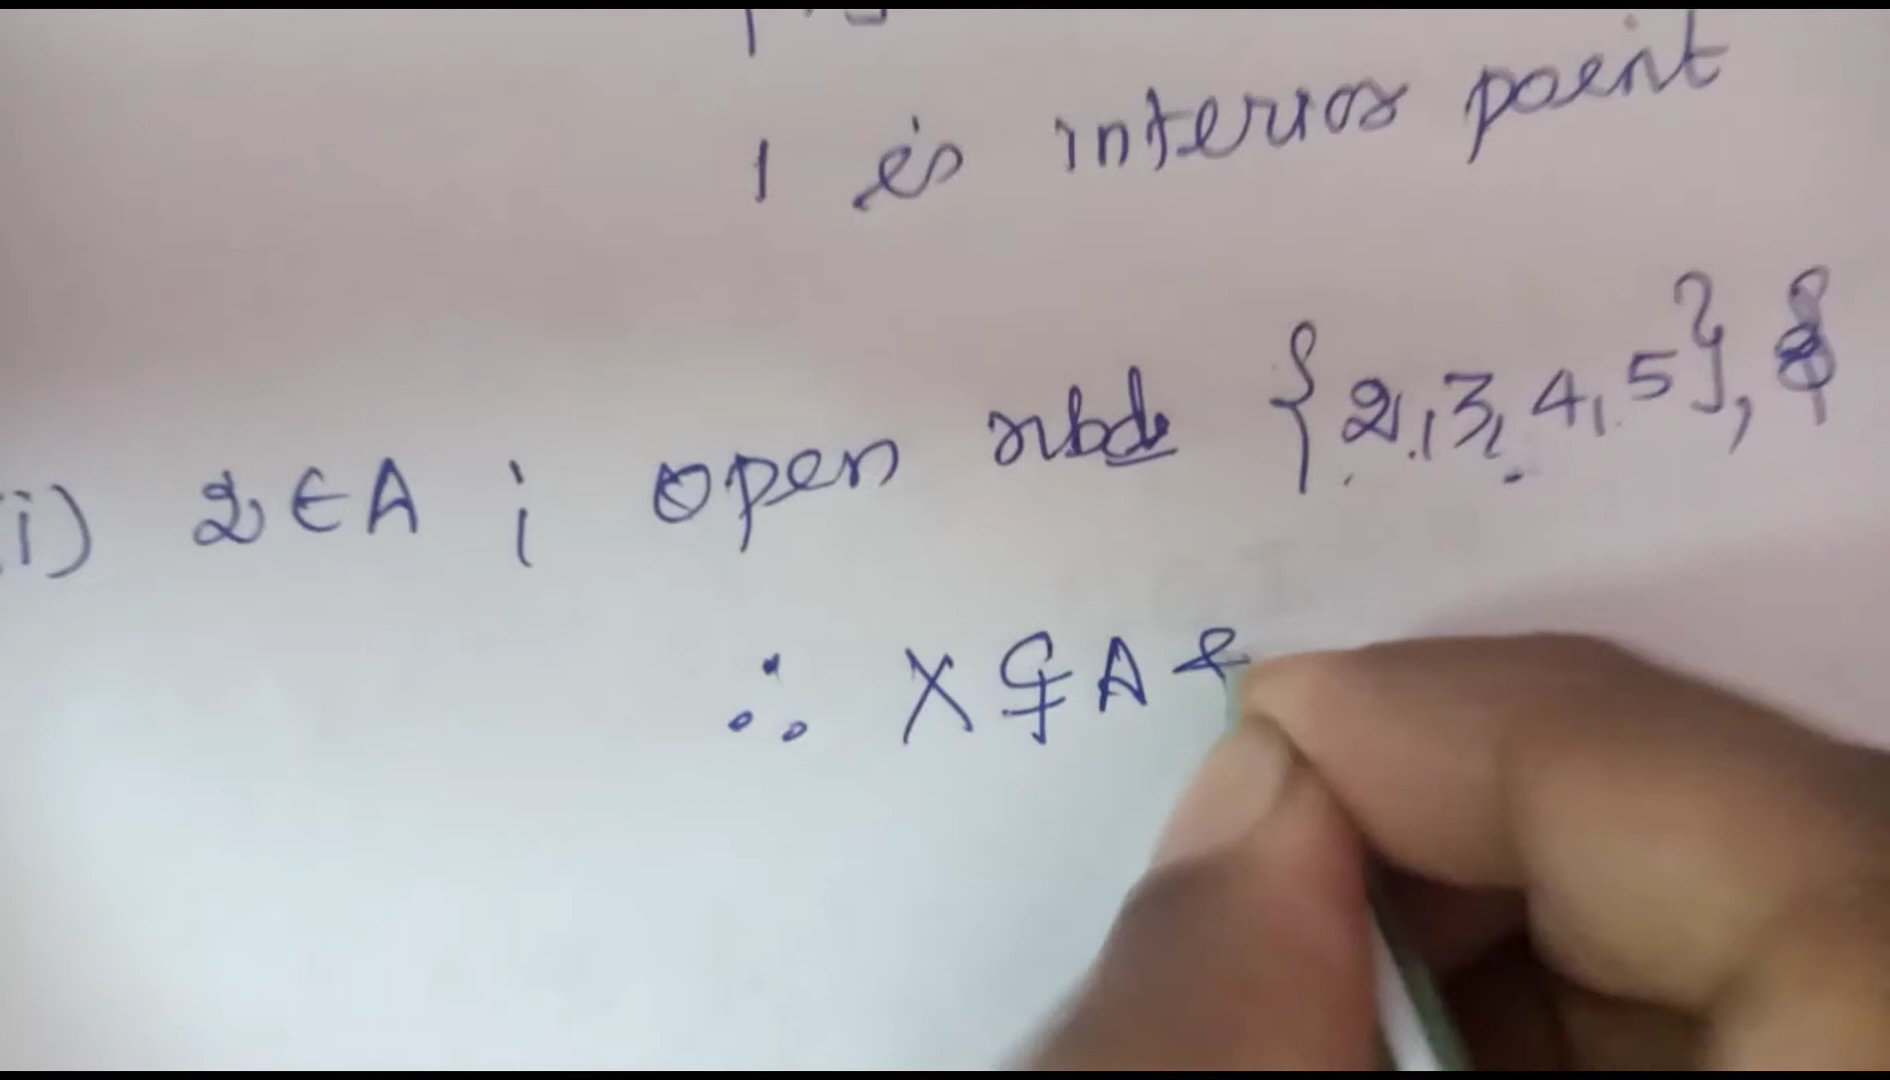 1 is interior point
i) 2 ∈ A ; open nbd {2,3,4,5},
∴ X ⊈ A &